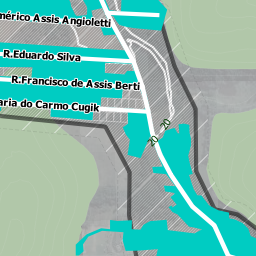 mérico Assis Angioletti
R.Eduardo Silva
R.Francisco de Assis Berti
aria do Carmo Cugik
20
20